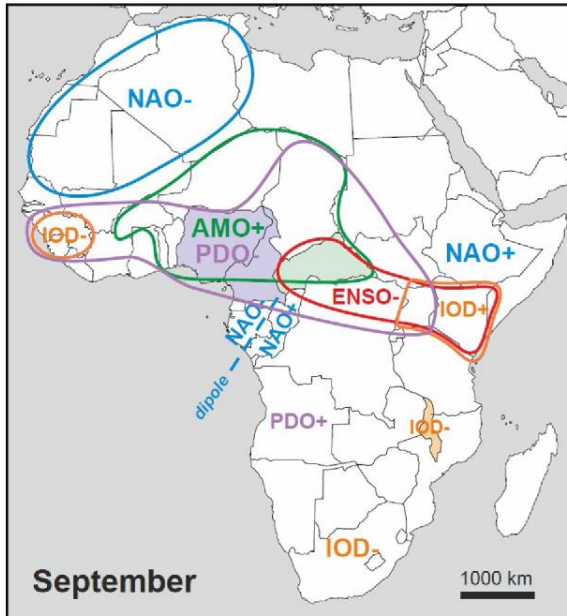 NAO-
IOD-
AMO+
PDO-
NAO+
ENSO-
IOD+
NAO-
NAO+
dipole
PDO+
IOD-
IOD-
September
1000 km